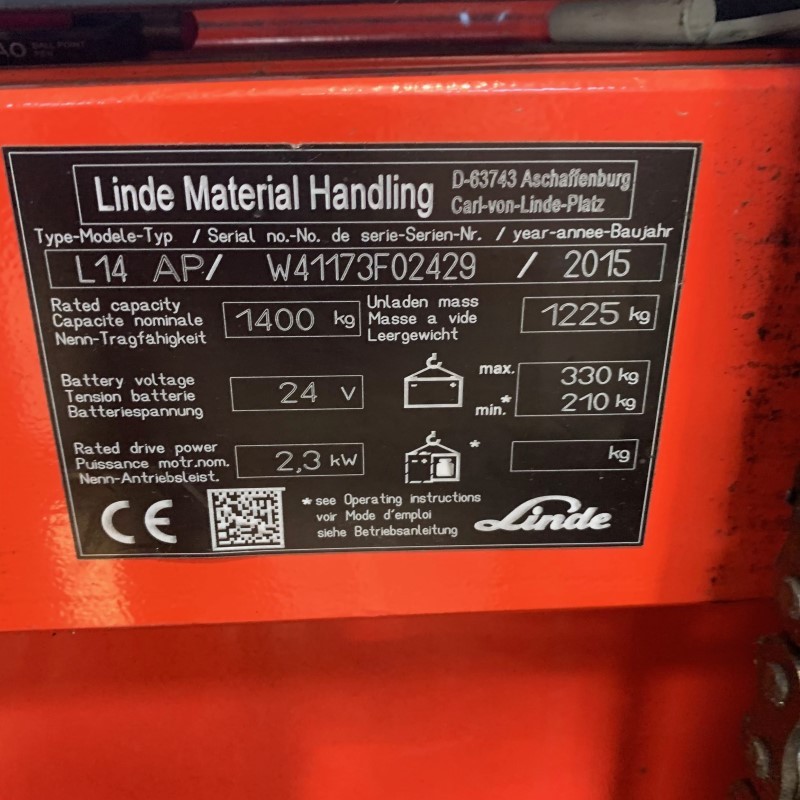 BALL POINT
PEN
Linde Material Handling
D-63743 Aschaffenburg
Carl-von-Linde-Platz
Type-Modele-Typ / Serial no.-No. de serie-Serien-Nr. / year-annee-Baujahr
L14 AP/ W41173F02429 / 2015
Rated capacity
Capacite nominale
Nenn-Tragfähigkeit
1400 kg
Unladen mass
Masse a vide
Leergewicht
1225 kg
Battery voltage
Tension batterie
Batteriespannung
24 V
max. 330 kg
min.* 210 kg
Rated drive power
Puissance motr.nom.
Nenn-Antriebsleist.
2,3 kW
* kg
CE
*see Operating instructions
voir Mode d'emploi
siehe Betriebsanleitung
Linde